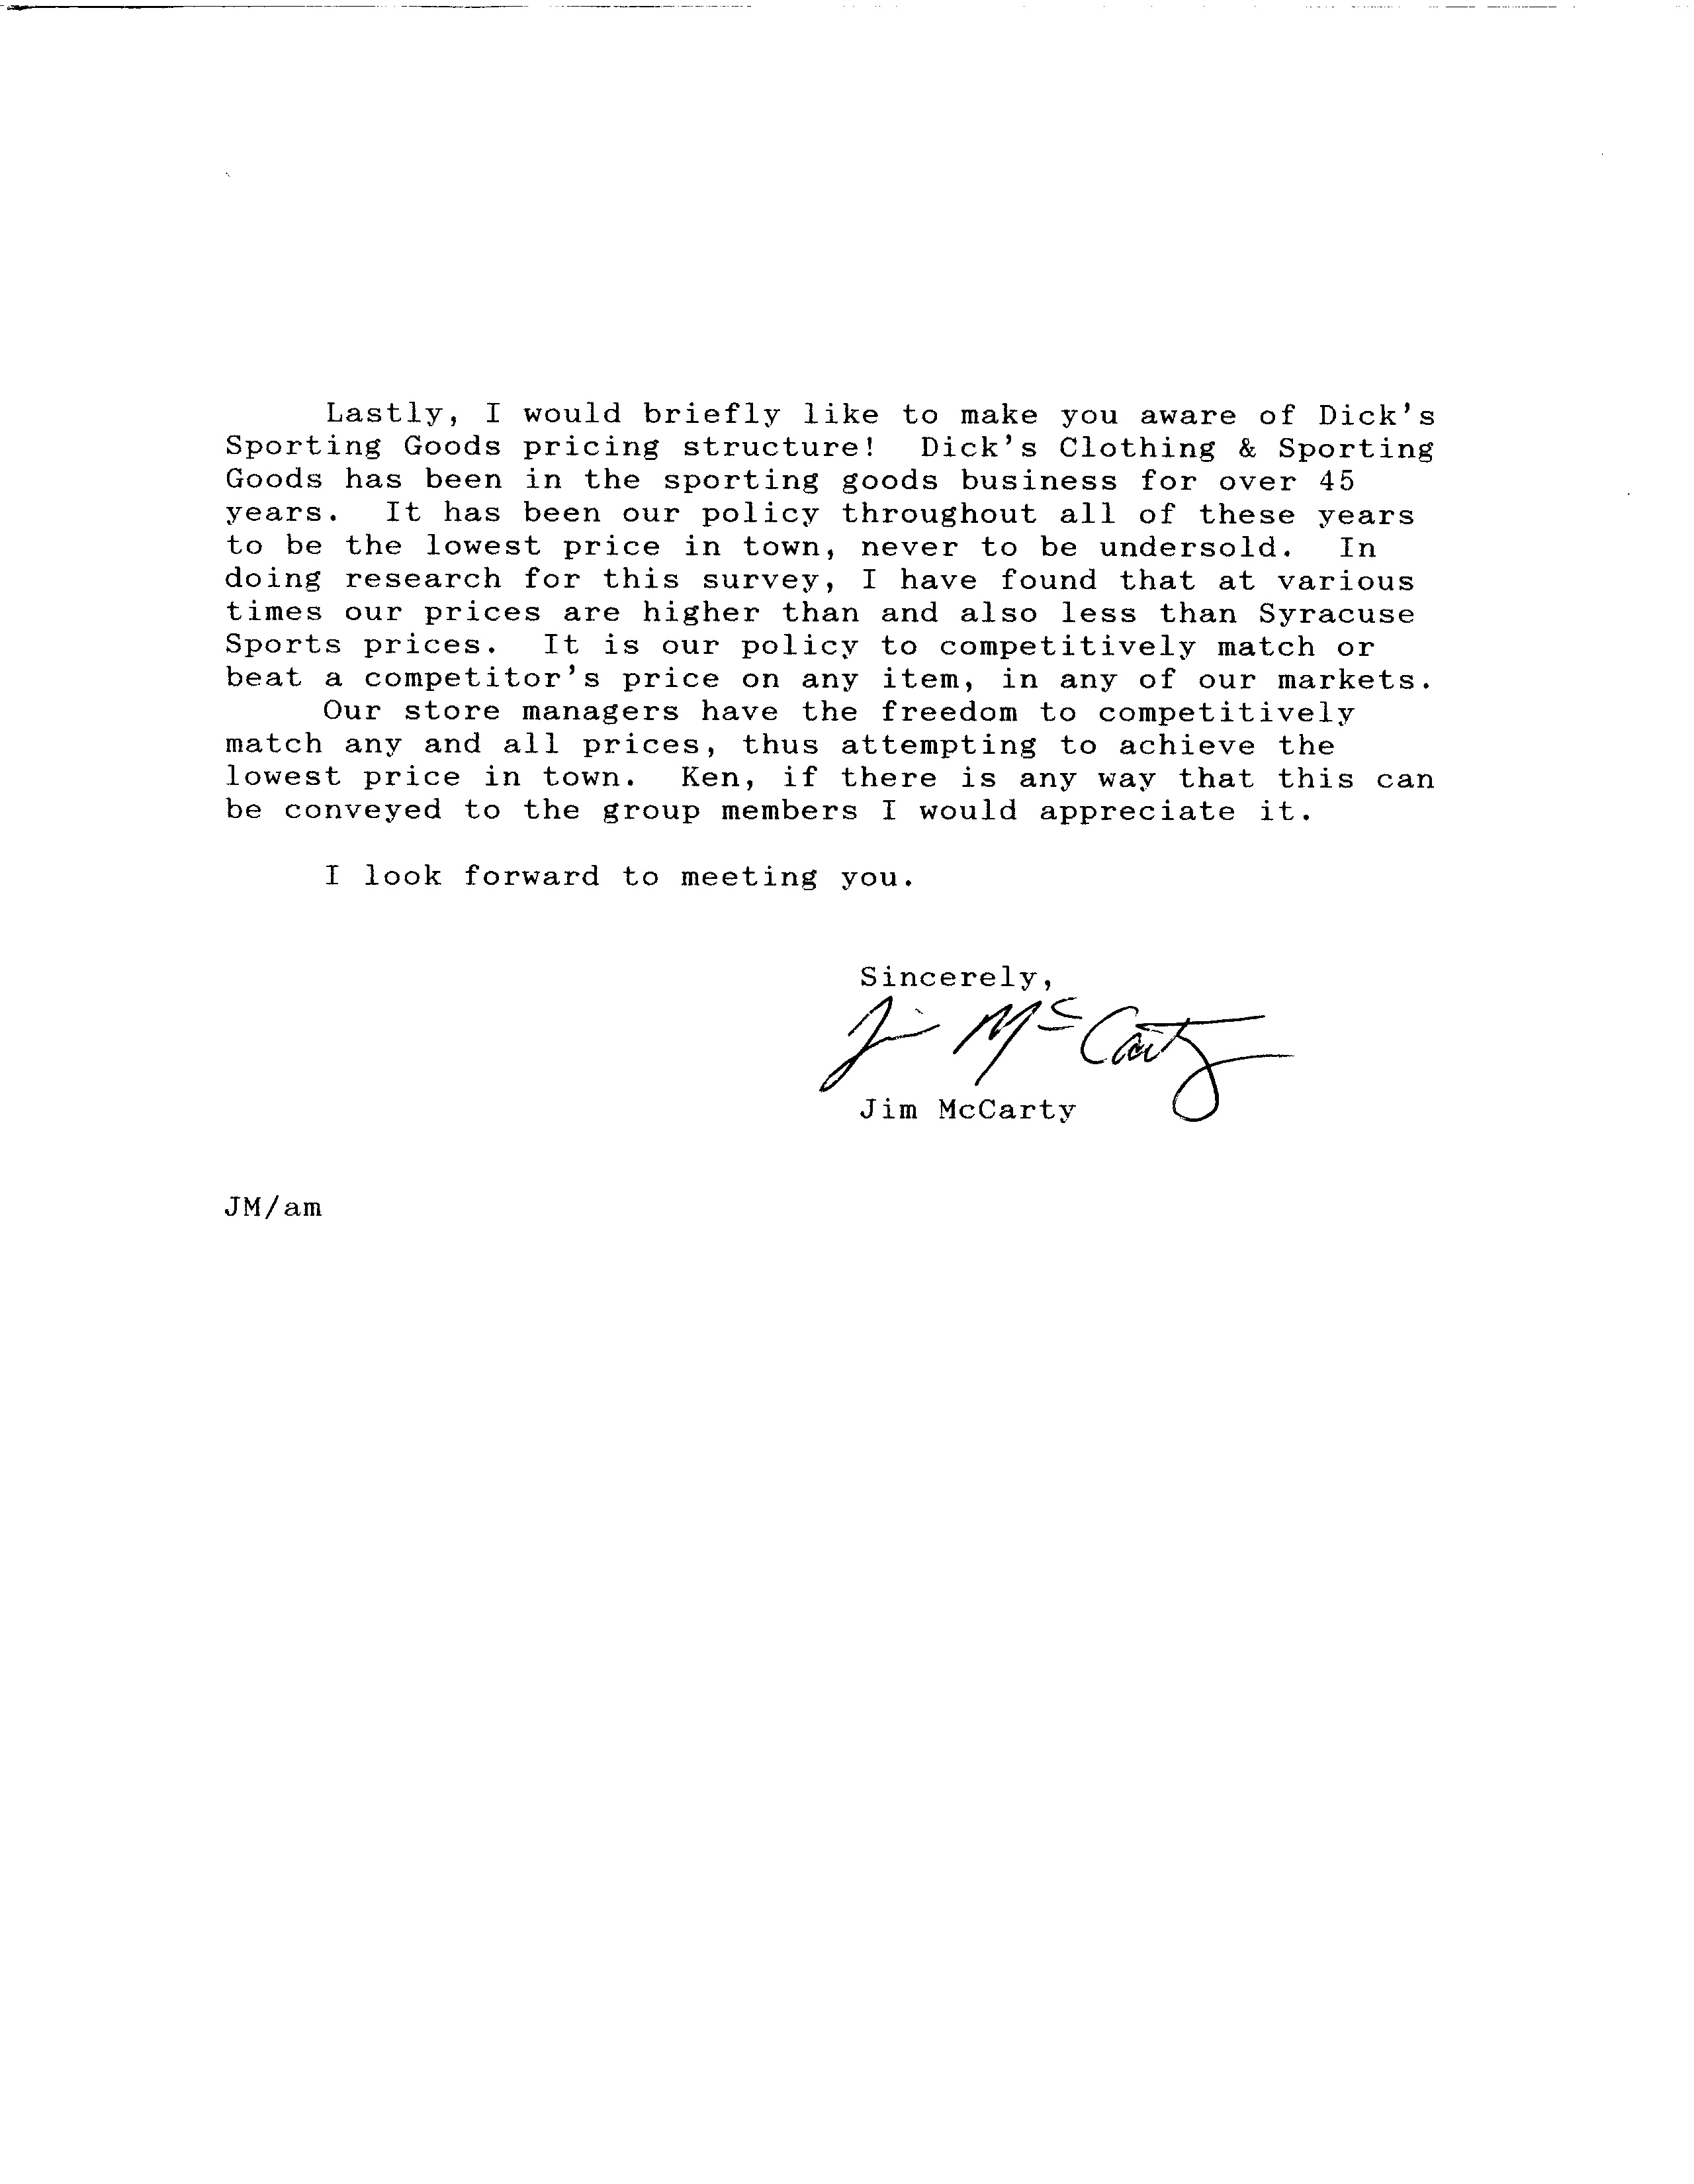 Lastly, I would briefly like to make you aware of Dick's
Sporting Goods pricing structure!  Dick's Clothing & Sporting
Goods has been in the sporting goods business for over 45
years.  It has been our policy throughout all of these years
to be the lowest price in town, never to be undersold.  In
doing research for this survey, I have found that at various
times our prices are higher than and also less than Syracuse
Sports prices.  It is our policy to competitively match or
beat a competitor's price on any item, in any of our markets.
Our store managers have the freedom to competitively
match any and all prices, thus attempting to achieve the
lowest price in town.  Ken, if there is any way that this can
be conveyed to the group members I would appreciate it.
I look forward to meeting you.
Sincerely,
Jim McCarty
Jim McCarty
JM/am